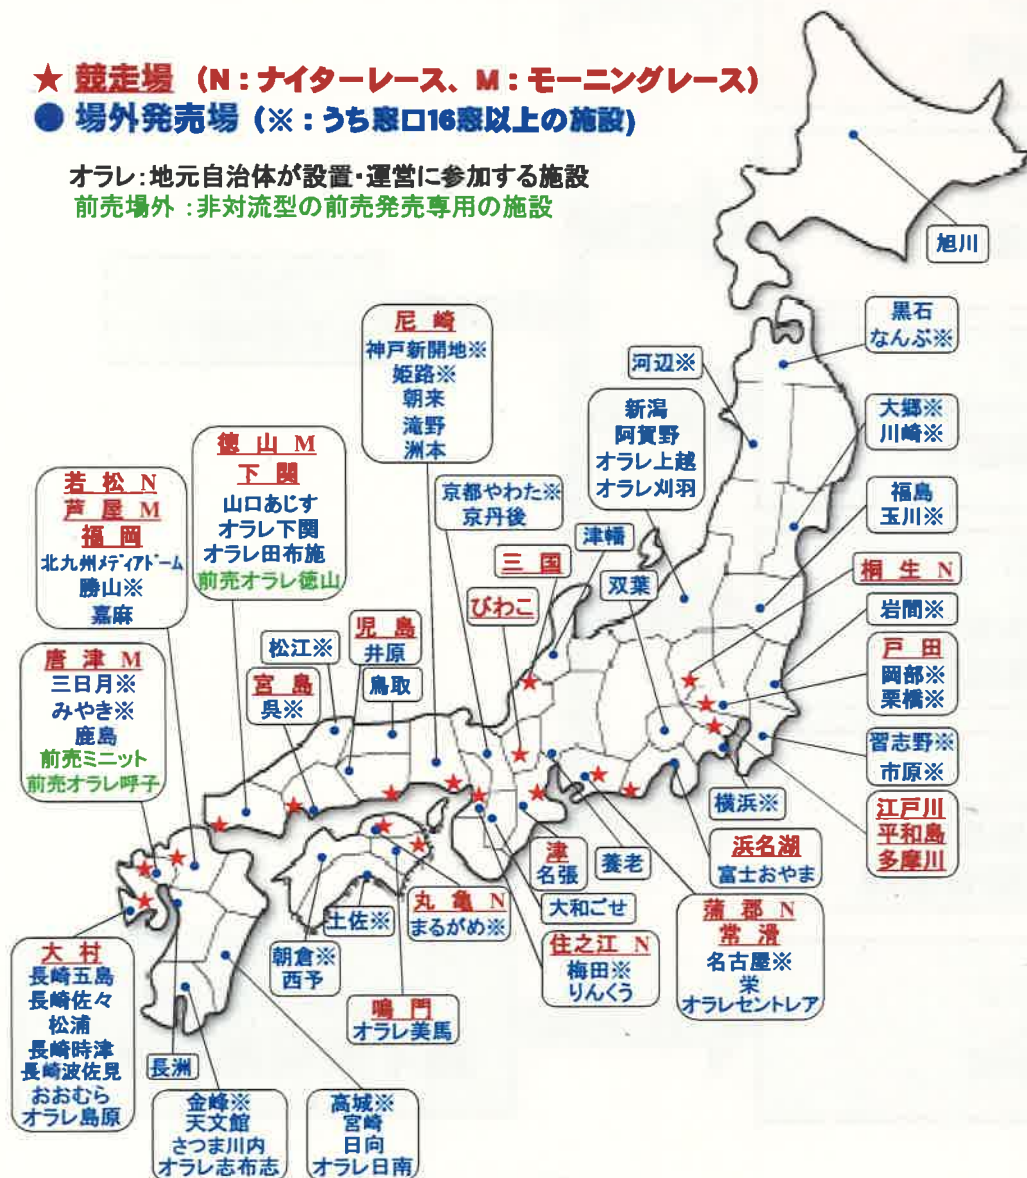 ★ 競走場 (N:ナイターレース、M:モーニングレース)
● 場外発売場 (※:うち窓口16窓以上の施設)
オラレ:地元自治体が設置・運営に参加する施設
前売場外:非対流型の前売発売専用の施設
旭川
黒石
なんぶ※
河辺※
大郷※
川崎※
新潟
阿賀野
オラレ上越
オラレ刈羽
福島
玉川※
尼崎
神戸新開地※
姫路※
朝来
滝野
洲本
徳山 M
下関
山口あじす
オラレ下関
オラレ田布施
前売オラレ徳山
若松 N
芦屋 M
福岡
北九州メディアドーム
勝山※
嘉麻
京都やわた※
京丹後
津幡
三国
双葉
びわこ
桐生 N
岩間※
戸田
岡部※
栗橋※
習志野※
市原※
江戸川
平和島
多摩川
横浜※
浜名湖
富士おやま
唐津 M
三日月※
みやき※
鹿島
前売ミニット
前売オラレ呼子
松江※
児島
井原
宮島
呉※
鳥取
津
名張
養老
大和ごせ
蒲郡 N
常滑
名古屋※
栄
オラレセントレア
住之江 N
梅田※
りんくう
丸亀 N
まるがめ※
土佐※
朝倉※
西予
鳴門
オラレ美馬
大村
長崎五島
長崎佐々
松浦
長崎時津
長崎波佐見
おおむら
オラレ島原
長洲
金峰※
天文館
さつま川内
オラレ志布志
高城※
宮崎
日向
オラレ日南